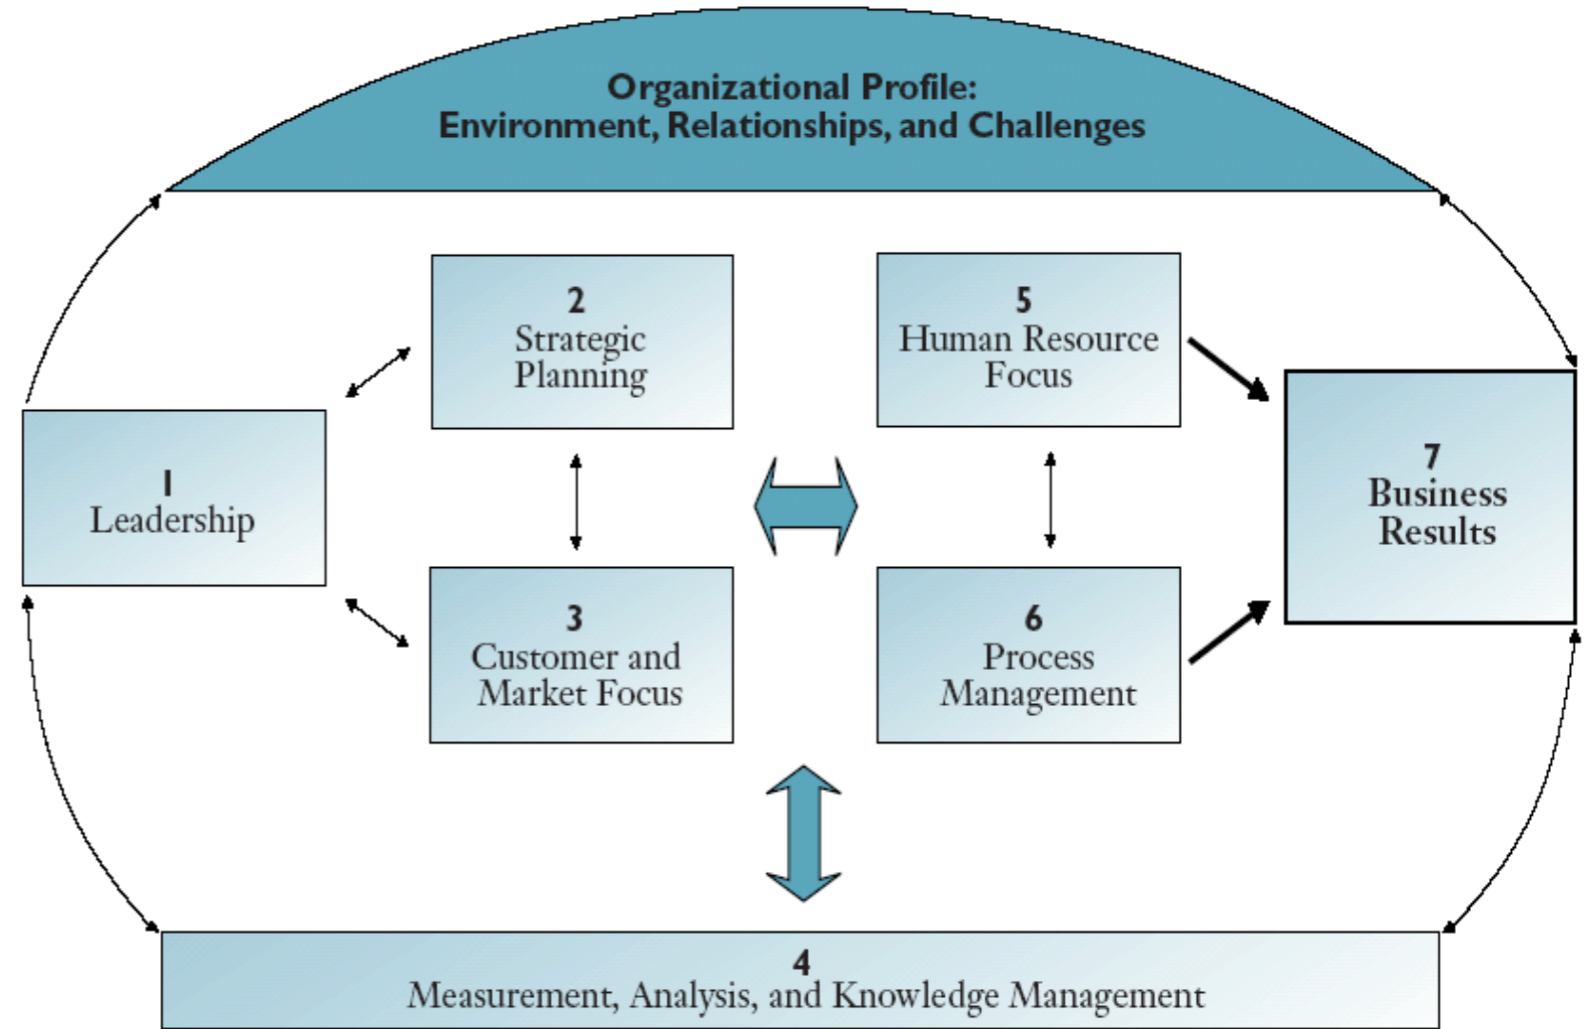 Organizational Profile:
Environment, Relationships, and Challenges
2
Strategic
Planning
5
Human Resource
Focus
1
Leadership
7
Business
Results
3
Customer and
Market Focus
6
Process
Management
4
Measurement, Analysis, and Knowledge Management